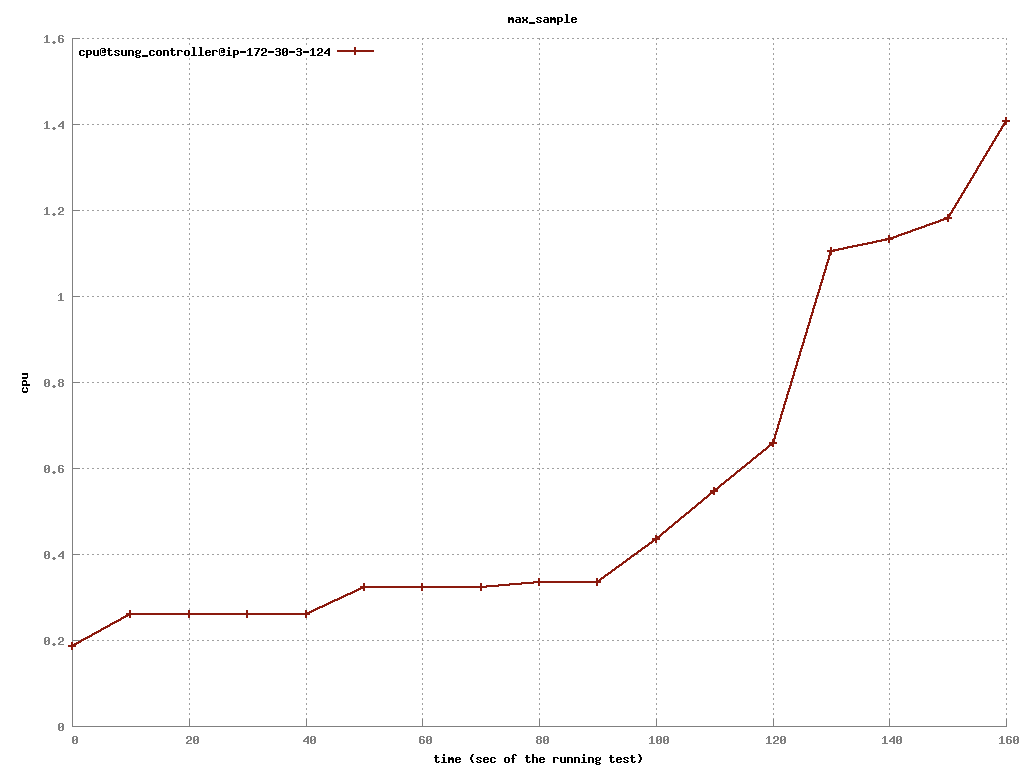 max_sample
cpu@tsung_controller@ip-172-30-3-124
1.6
1.4
1.2
1
0.8
0.6
0.4
0.2
0
cpu
0 20 40 60 80 100 120 140 160
time (sec of the running test)